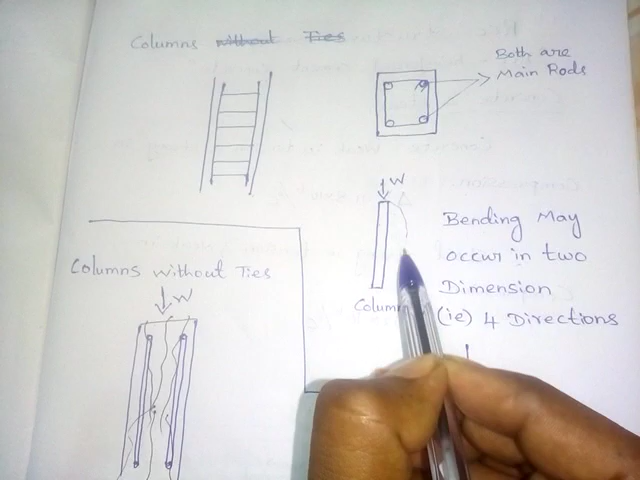 Columns without Ties
Both are
Main Rods
W
Bending May
occur in two
Dimension
(ie) 4 Directions
Column
Columns without Ties
W